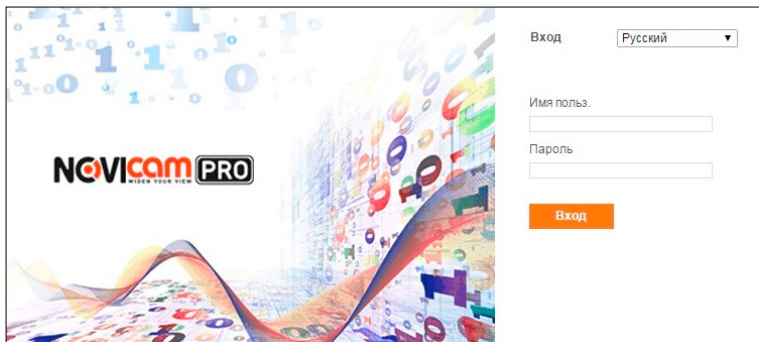 NOVICAM PRO
WIDEN YOUR VIEW
Вход
Русский
Имя польз.
Пароль
Вход